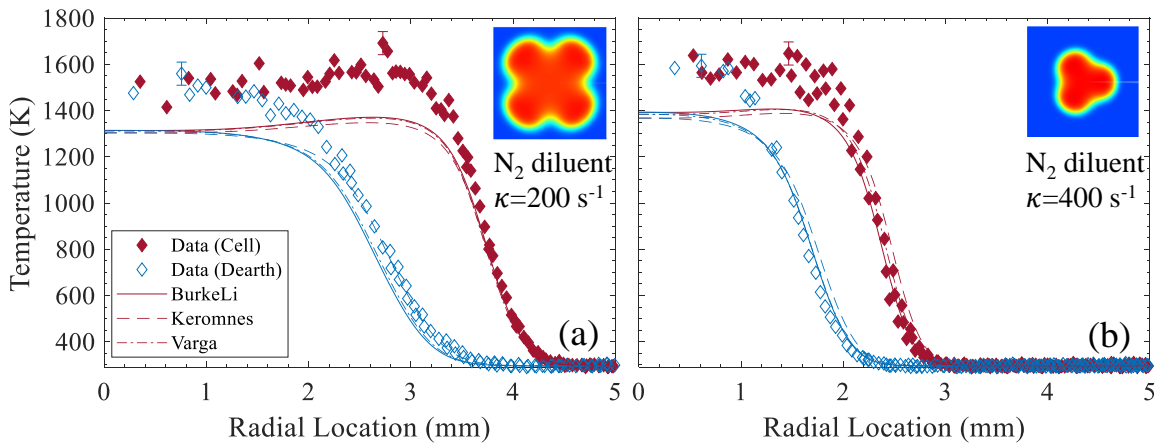 1800
1600
1400
1200
1000
800
600
400
Temperature (K)
N₂ diluent
κ=200 s⁻¹
Data (Cell)
Data (Dearth)
BurkeLi
Keromnes
Varga
(a)
0 1 2 3 4 5
Radial Location (mm)
N₂ diluent
κ=400 s⁻¹
(b)
0 1 2 3 4 5
Radial Location (mm)